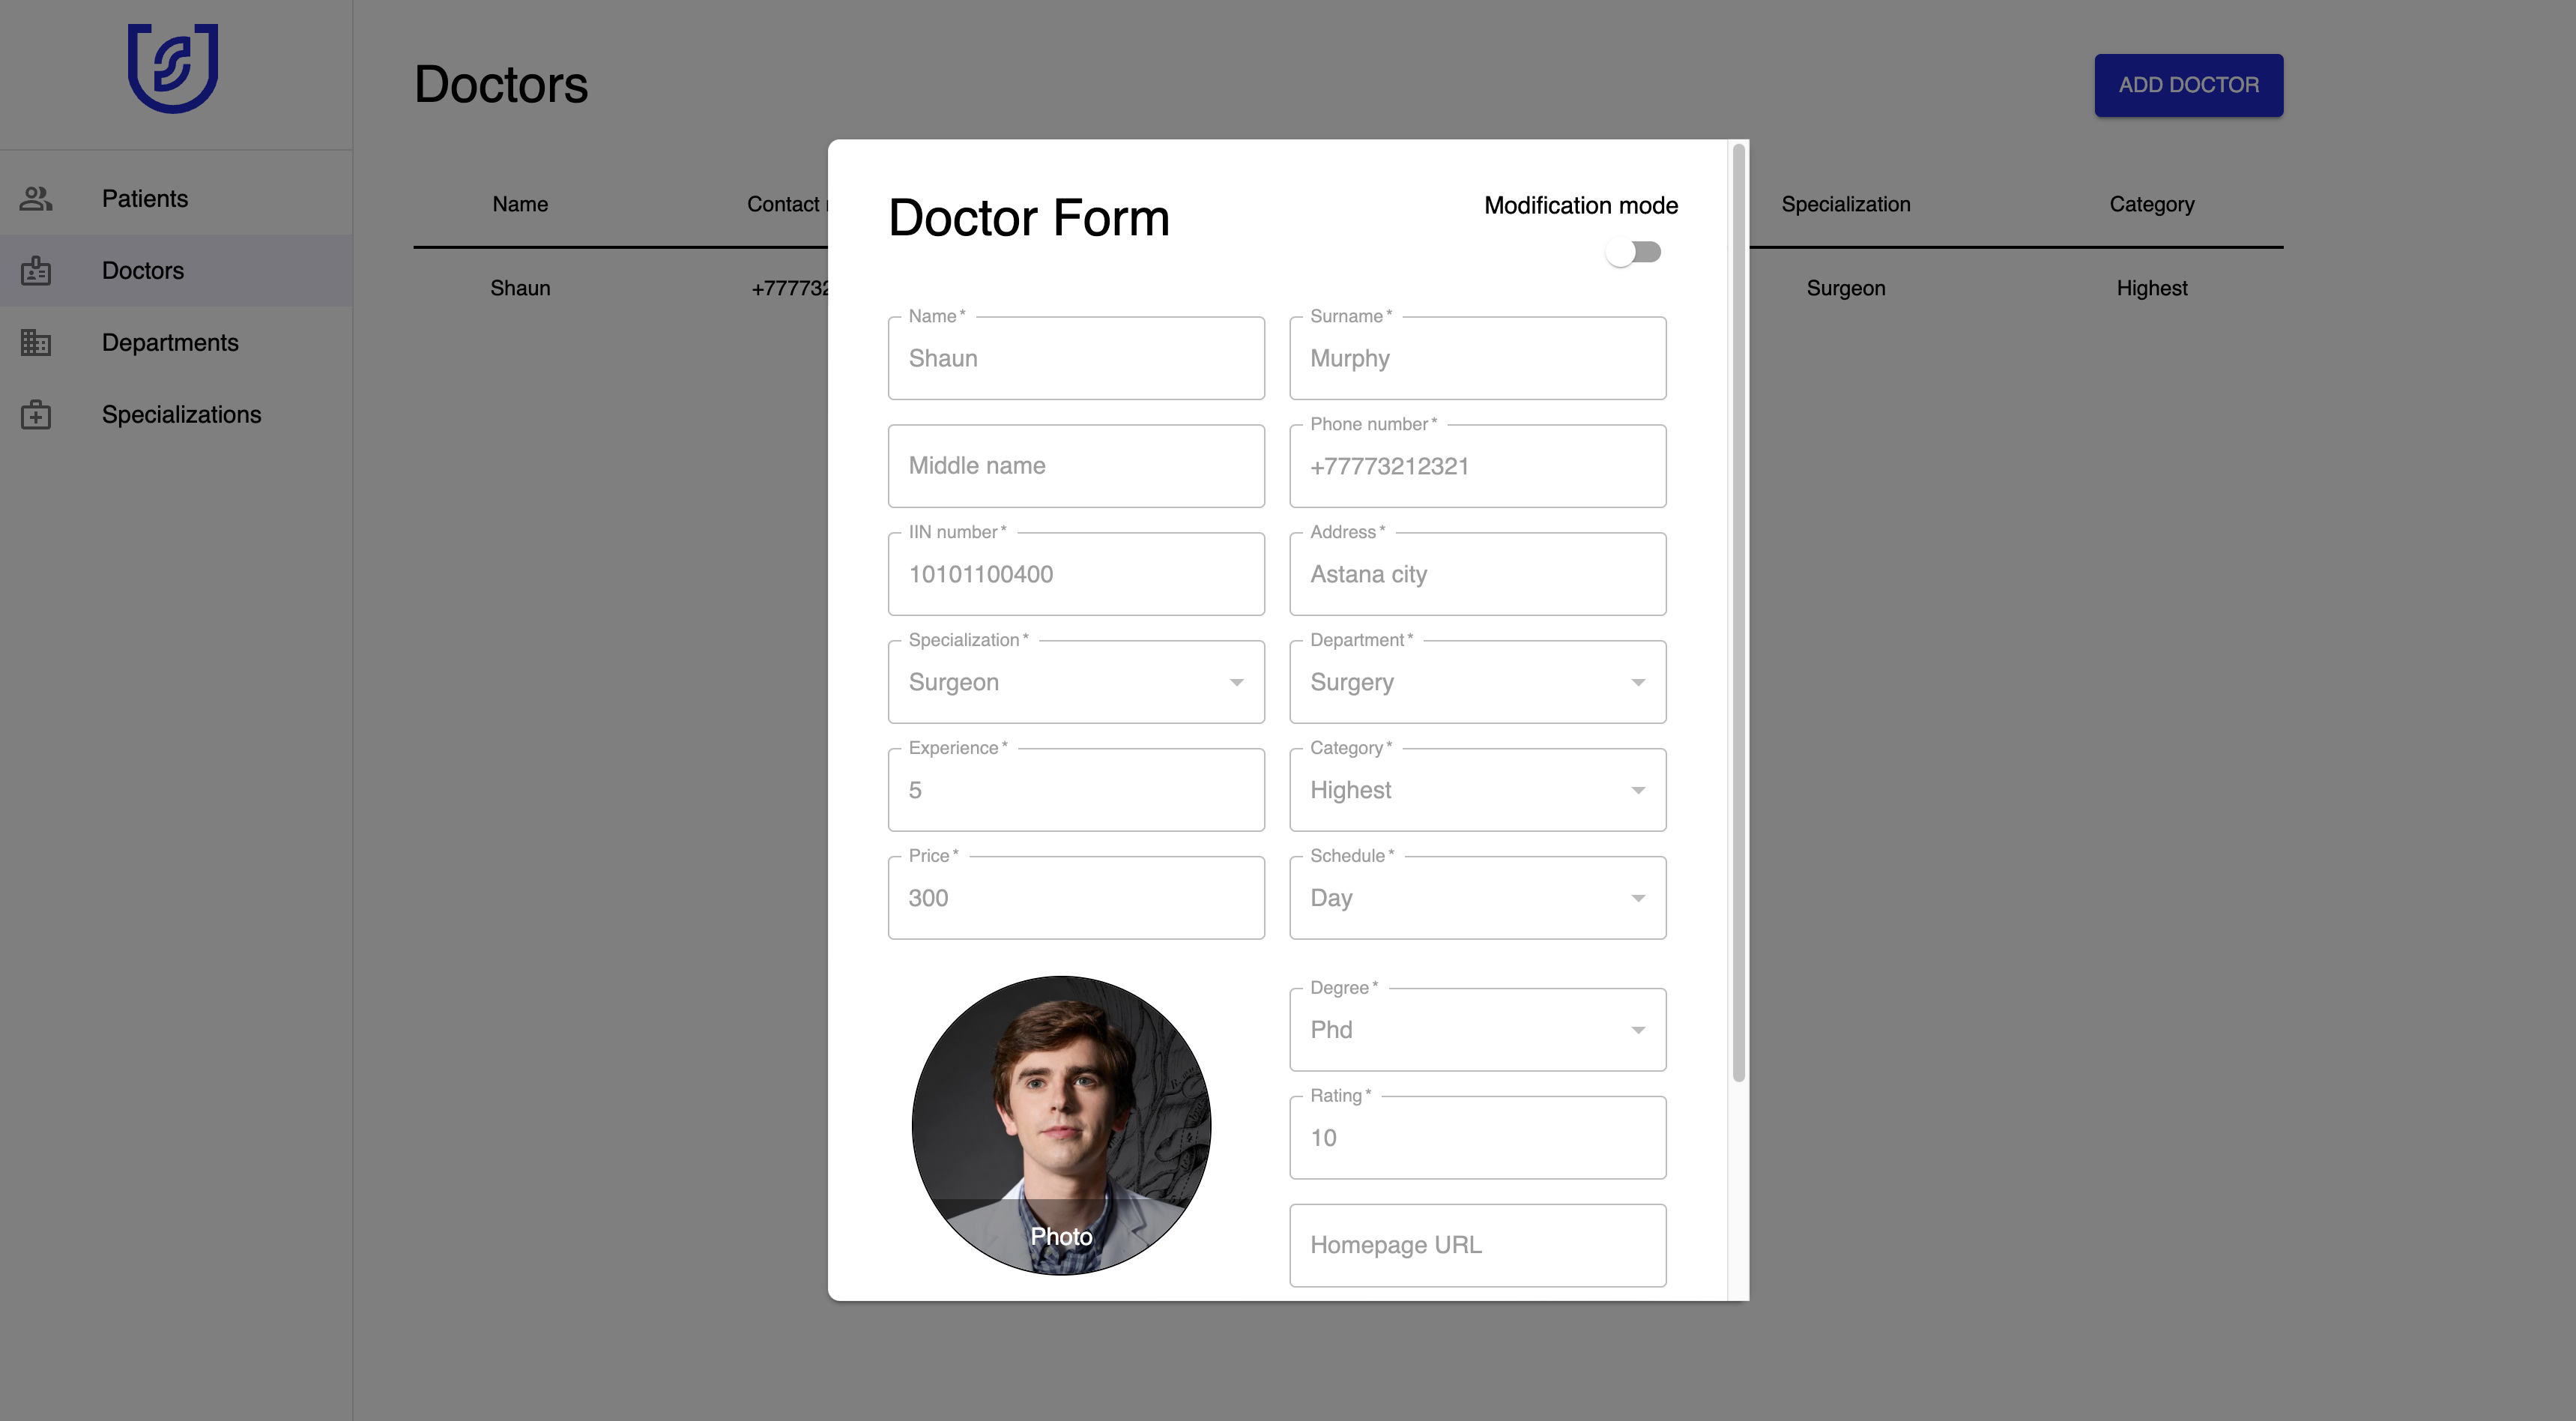 Doctors
ADD DOCTOR
Patients
Doctors
Departments
Specializations
Name
Contact
Specialization
Category
Shaun
+777732
Surgeon
Highest
Doctor Form
Modification mode
Name *
Shaun
Surname *
Murphy
Middle name
Phone number *
+77773212321
IIN number *
10101100400
Address *
Astana city
Specialization *
Surgeon
Department *
Surgery
Experience *
5
Category *
Highest
Price *
300
Schedule *
Day
Photo
Degree *
Phd
Rating *
10
Homepage URL